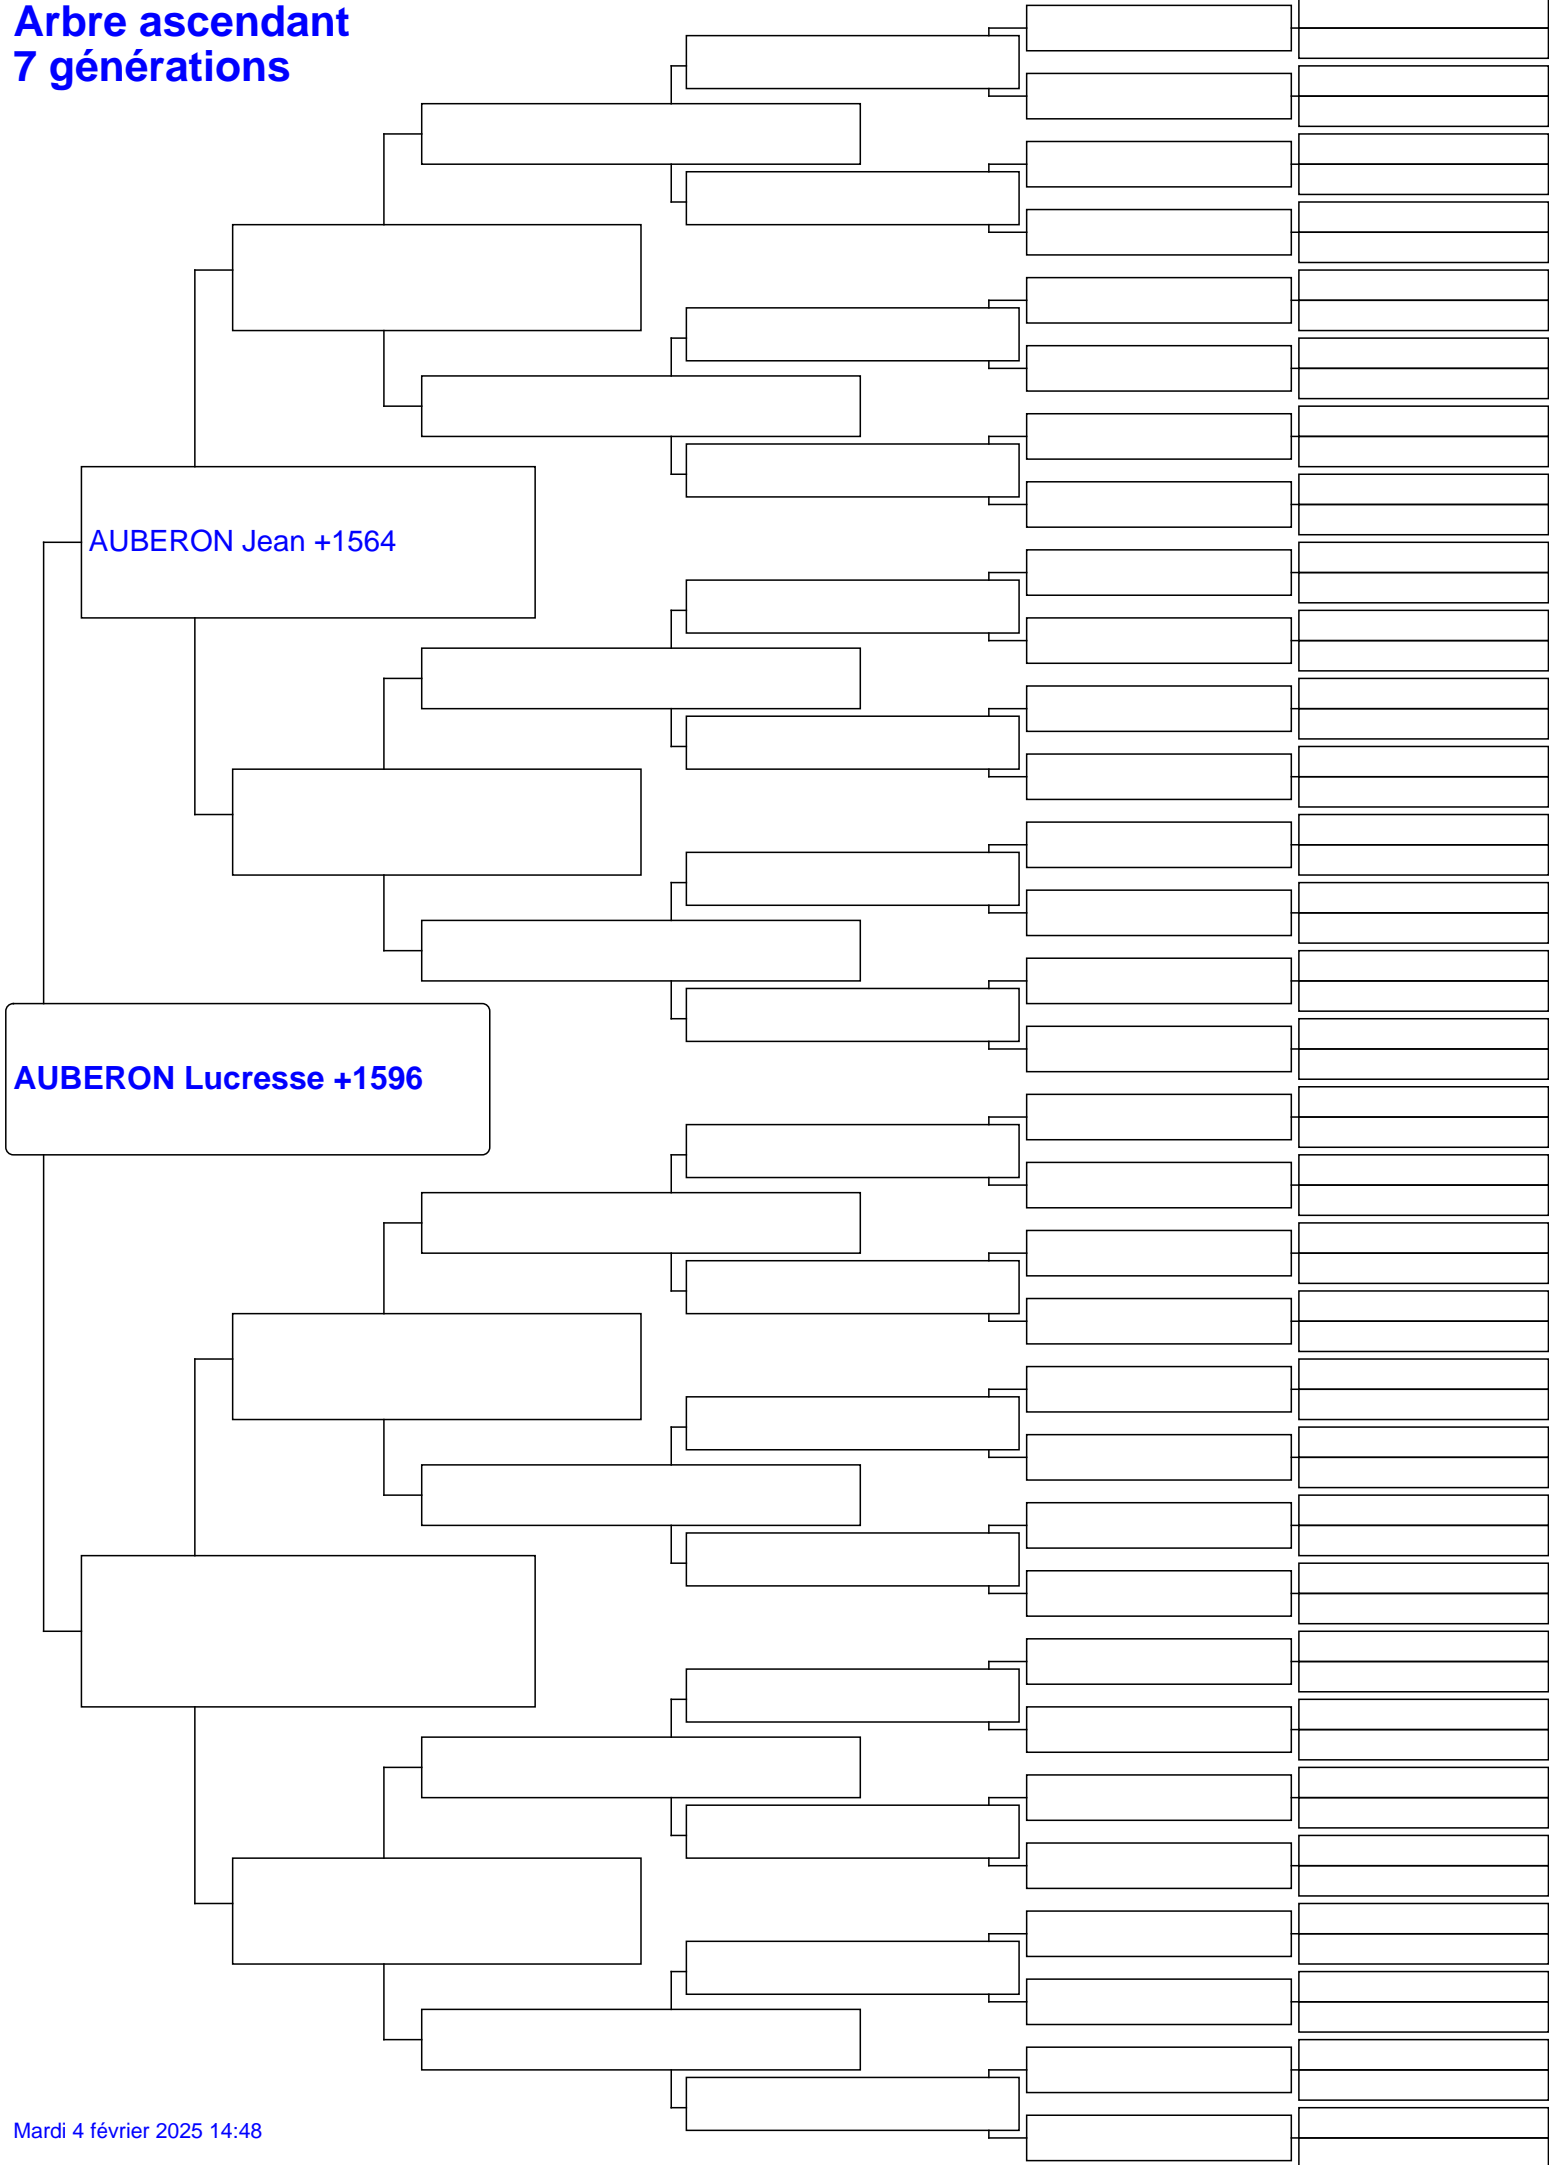 Arbre ascendant
7 générations
AUBERON Jean +1564
AUBERON Lucresse +1596
Mardi 4 février 2025 14:48